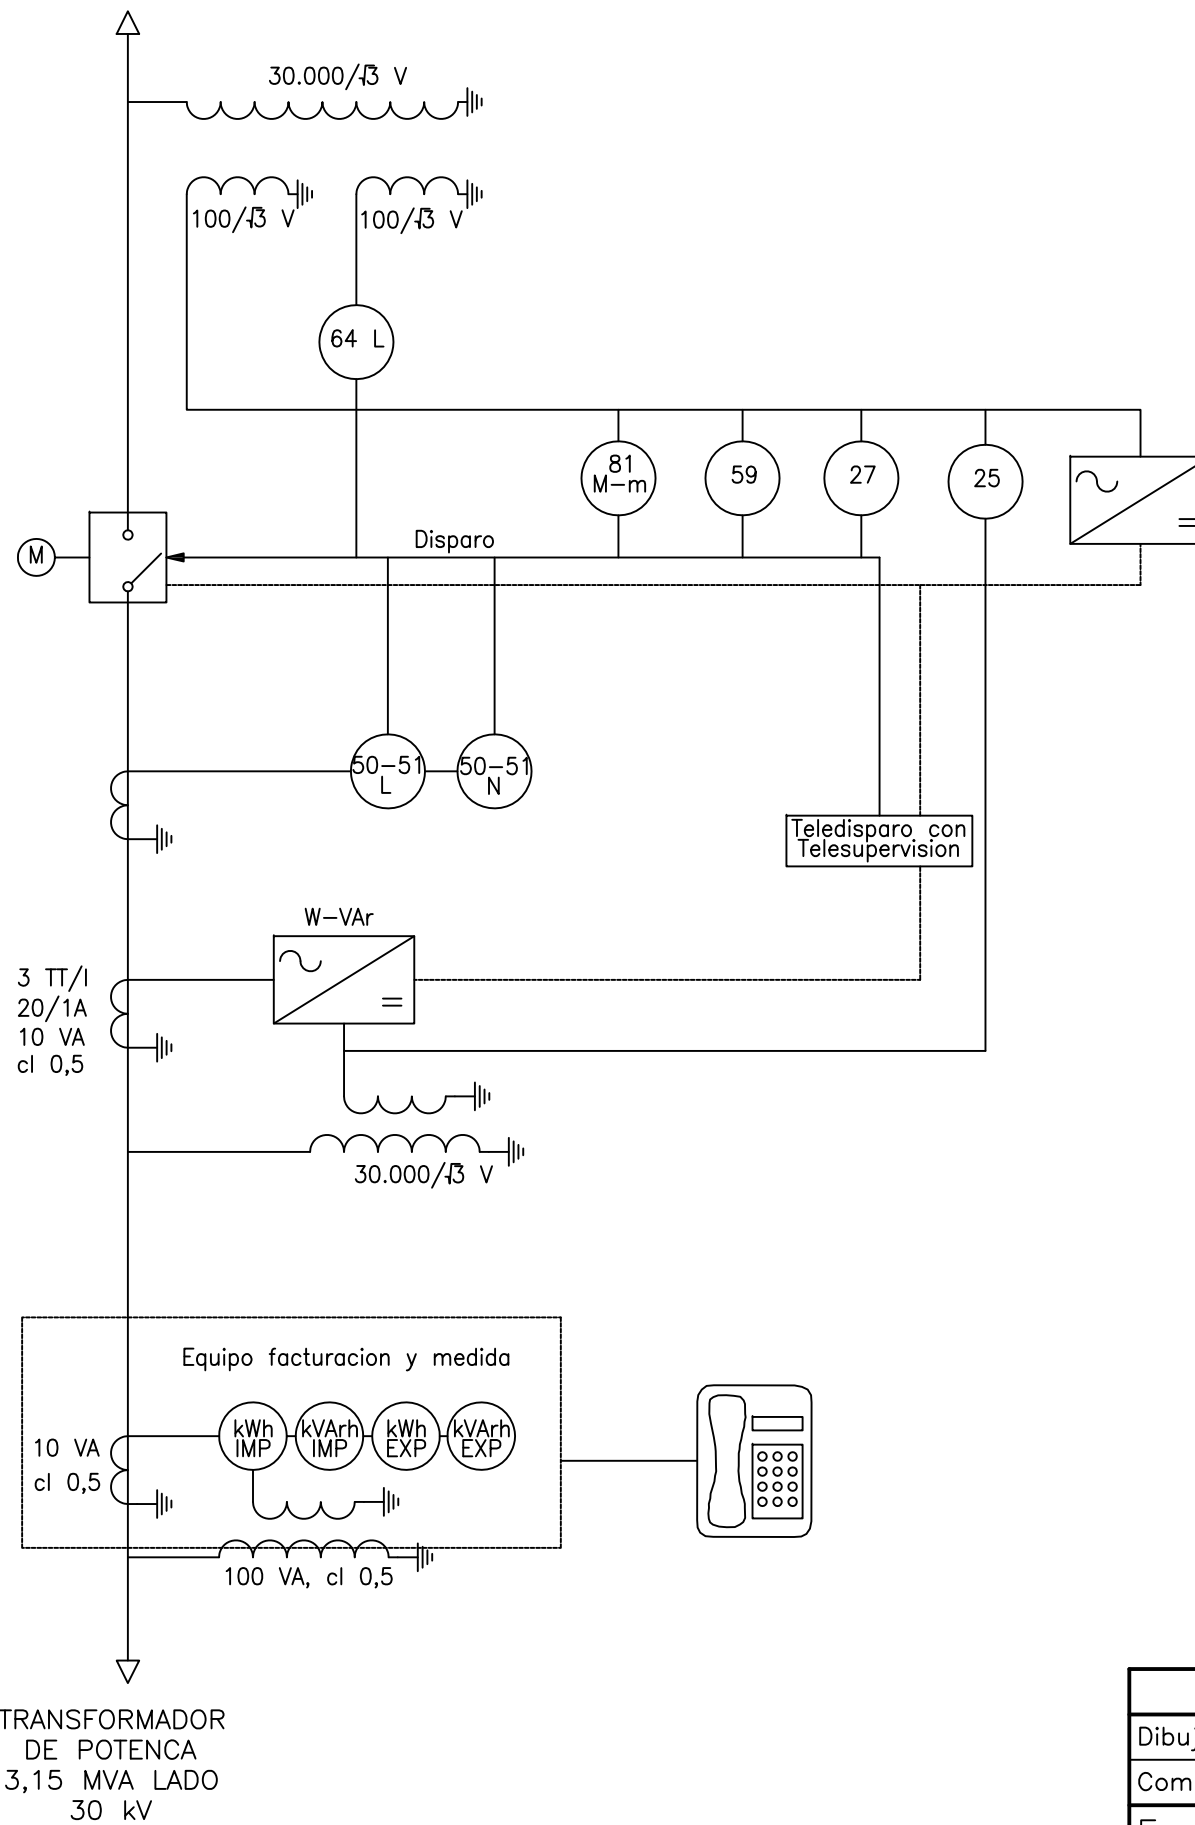 30.000/√3 V
100/√3 V
100/√3 V
64 L
81
M-m
59
27
25
M
Disparo
50-51
L
50-51
N
Teledisparo con
Telesupervision
W-VAr
3 TT/I
20/1A
10 VA
cl 0,5
30.000/√3 V
Equipo facturacion y medida
kWh
IMP
kVArh
IMP
kWh
EXP
kVArh
EXP
10 VA
cl 0,5
100 VA, cl 0,5
TRANSFORMADOR
DE POTENCA
3,15 MVA LADO
30 kV
Dibuj
Com